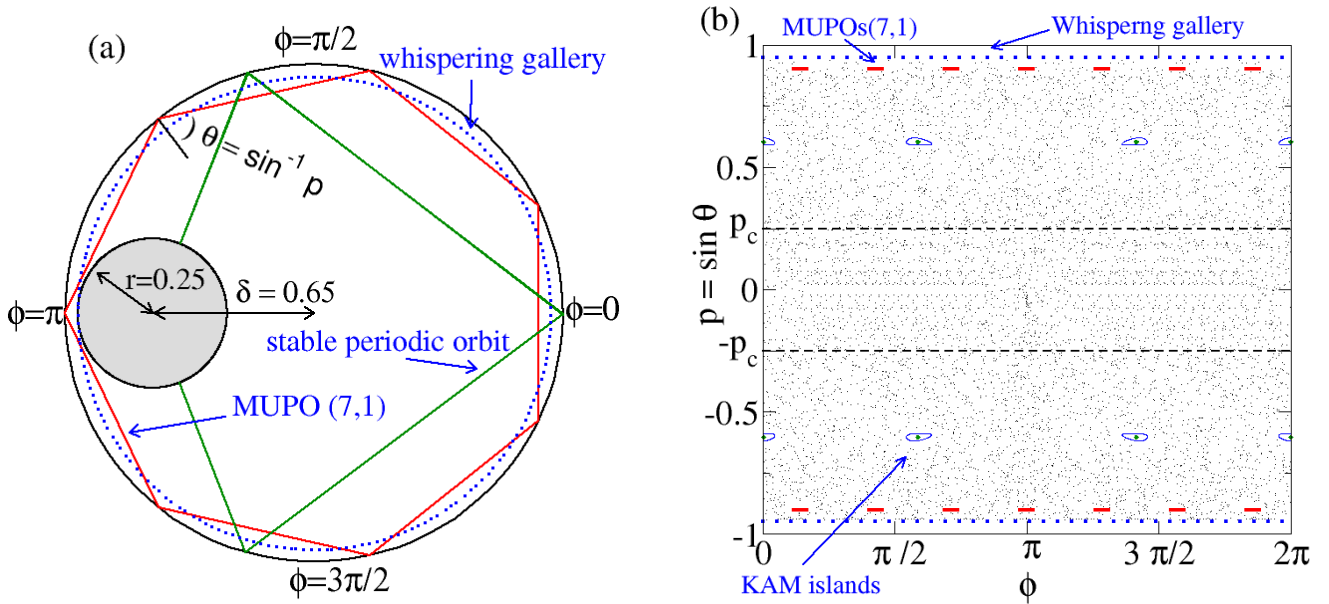 (a)
ϕ=π/2
whispering gallery
) θ = sin⁻¹ p
r=0.25
δ = 0.65
ϕ=π
ϕ=0
stable periodic orbit
MUPO (7,1)
ϕ=3π/2
(b)
MUPOs(7,1)
Whisperng gallery
p = sin θ
1
0.5
p_c
0
-p_c
-0.5
-1
KAM islands
0
π /2
π
3 π/2
2π
ϕ